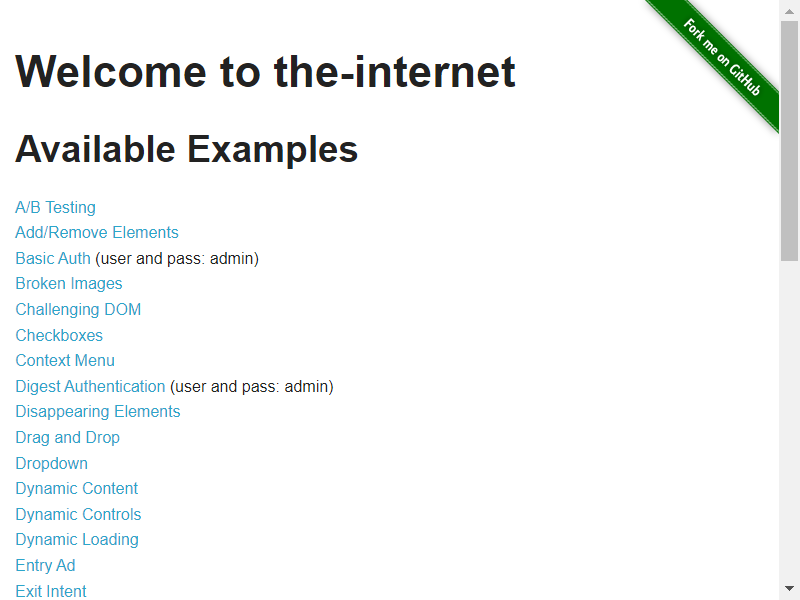 Fork me on GitHub
Welcome to the-internet
Available Examples
A/B Testing
Add/Remove Elements
Basic Auth (user and pass: admin)
Broken Images
Challenging DOM
Checkboxes
Context Menu
Digest Authentication (user and pass: admin)
Disappearing Elements
Drag and Drop
Dropdown
Dynamic Content
Dynamic Controls
Dynamic Loading
Entry Ad
Exit Intent